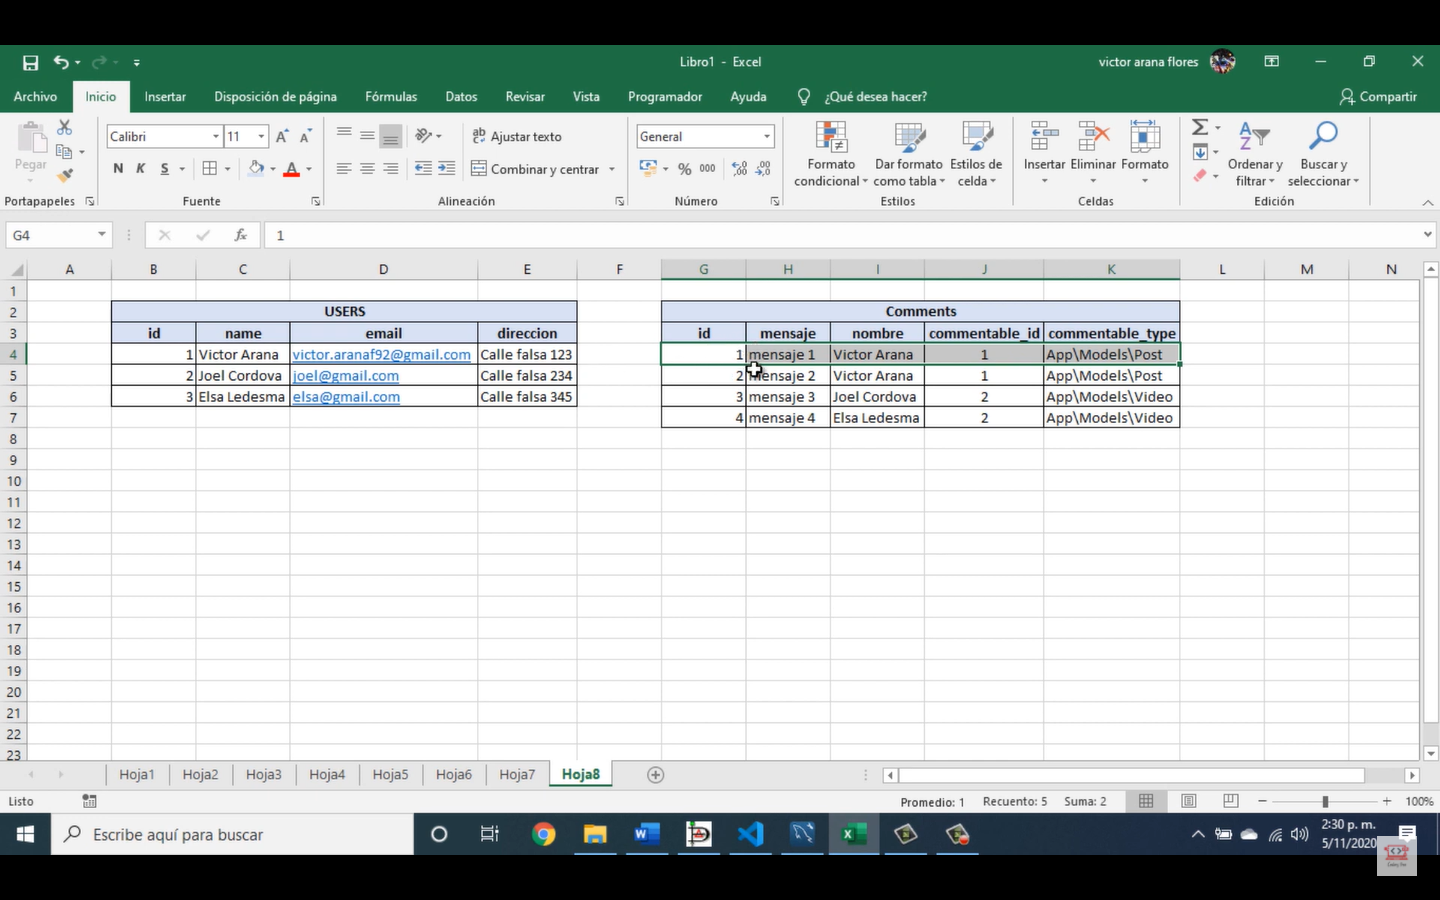 Libro1 - Excel
victor arana flores
Archivo Inicio Insertar Disposición de página Fórmulas Datos Revisar Vista Programador Ayuda ¿Qué desea hacer? Compartir
Pegar
Calibri 11
Ajustar texto
General
N K S
Combinar y centrar
% 000
Formato condicional
Dar formato como tabla
Estilos de celda
Insertar Eliminar Formato
Ordenar y filtrar
Buscar y seleccionar
Portapapeles Fuente Alineación Número Estilos Celdas Edición
G4 fx 1
A B C D E F G H I J K L M N
1
2 USERS Comments
3 id name email direccion id mensaje nombre commentable_id commentable_type
4 1 Victor Arana victor.aranaf92@gmail.com Calle falsa 123 1 mensaje 1 Victor Arana 1 App\Models\Post
5 2 Joel Cordova joel@gmail.com Calle falsa 234 2 mensaje 2 Victor Arana 1 App\Models\Post
6 3 Elsa Ledesma elsa@gmail.com Calle falsa 345 3 mensaje 3 Joel Cordova 2 App\Models\Video
7 4 mensaje 4 Elsa Ledesma 2 App\Models\Video
8
9
10
11
12
13
14
15
16
17
18
19
20
21
22
23
Hoja1 Hoja2 Hoja3 Hoja4 Hoja5 Hoja6 Hoja7 Hoja8
Listo Promedio: 1 Recuento: 5 Suma: 2 100%
Escribe aquí para buscar
2:30 p. m.
5/11/2020